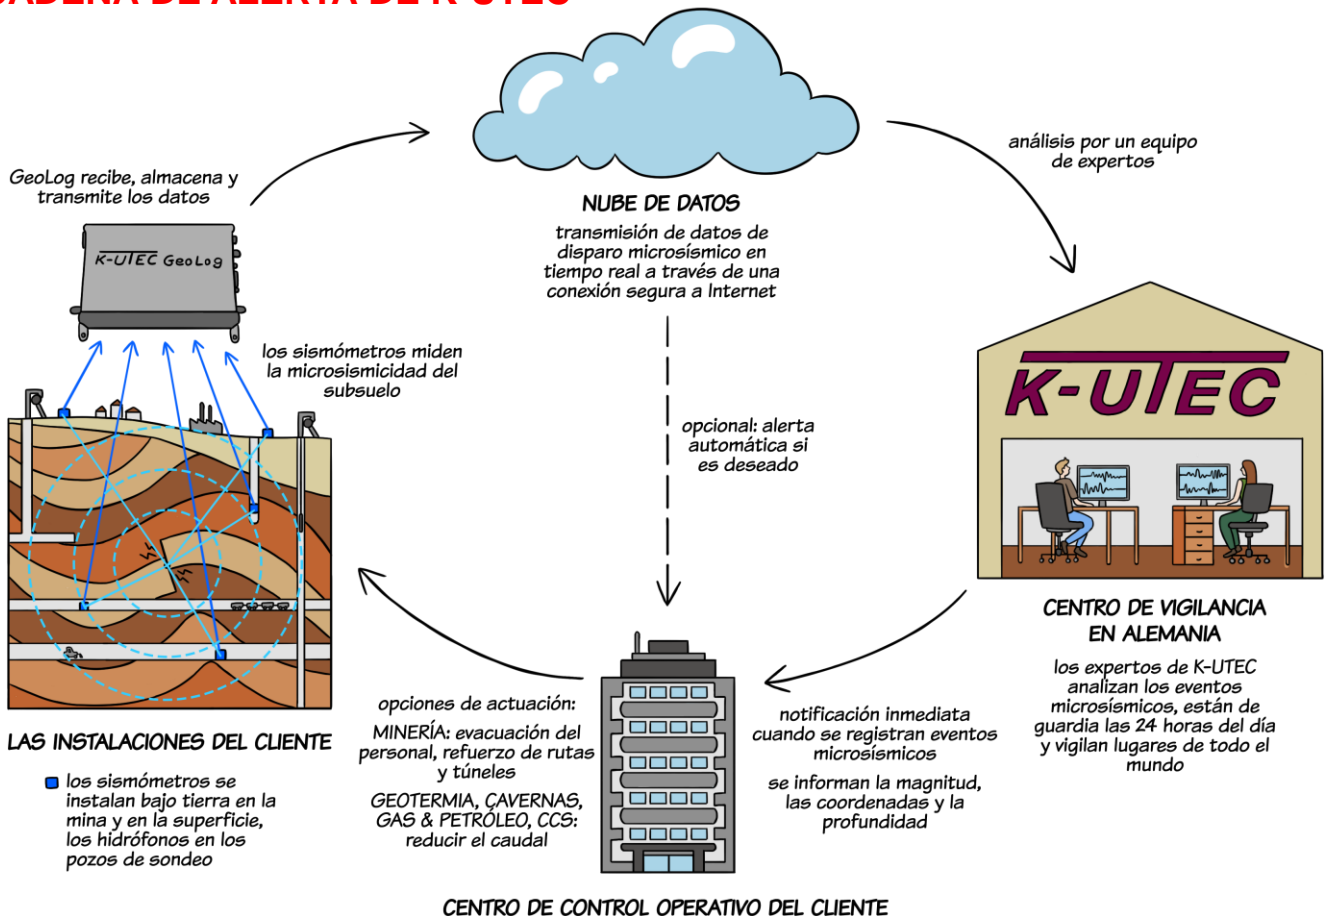 CADENA DE ALERTA DE K-UTEC
GeoLog recibe, almacena y
transmite los datos
K-UTEC GeoLog
los sismómetros miden
la microsismicidad del
subsuelo
NUBE DE DATOS
transmisión de datos de
disparo microsísmico en
tiempo real a través de una
conexión segura a Internet
análisis por un equipo
de expertos
opcional: alerta
automática si
es deseado
K-UTEC
CENTRO DE VIGILANCIA
EN ALEMANIA
los expertos de K-UTEC
analizan los eventos
microsísmicos, están de
guardia las 24 horas del día
y vigilan lugares de todo el
mundo
notificación inmediata
cuando se registran eventos
microsísmicos
se informan la magnitud,
las coordenadas y la
profundidad
opciones de actuación:
MINERÍA: evacuación del
personal, refuerzo de rutas
y túneles
GEOTERMIA, CAVERNAS,
GAS & PETRÓLEO, CCS:
reducir el caudal
LAS INSTALACIONES DEL CLIENTE
los sismómetros se
instalan bajo tierra en la
mina y en la superficie,
los hidrófonos en los
pozos de sondeo
CENTRO DE CONTROL OPERATIVO DEL CLIENTE